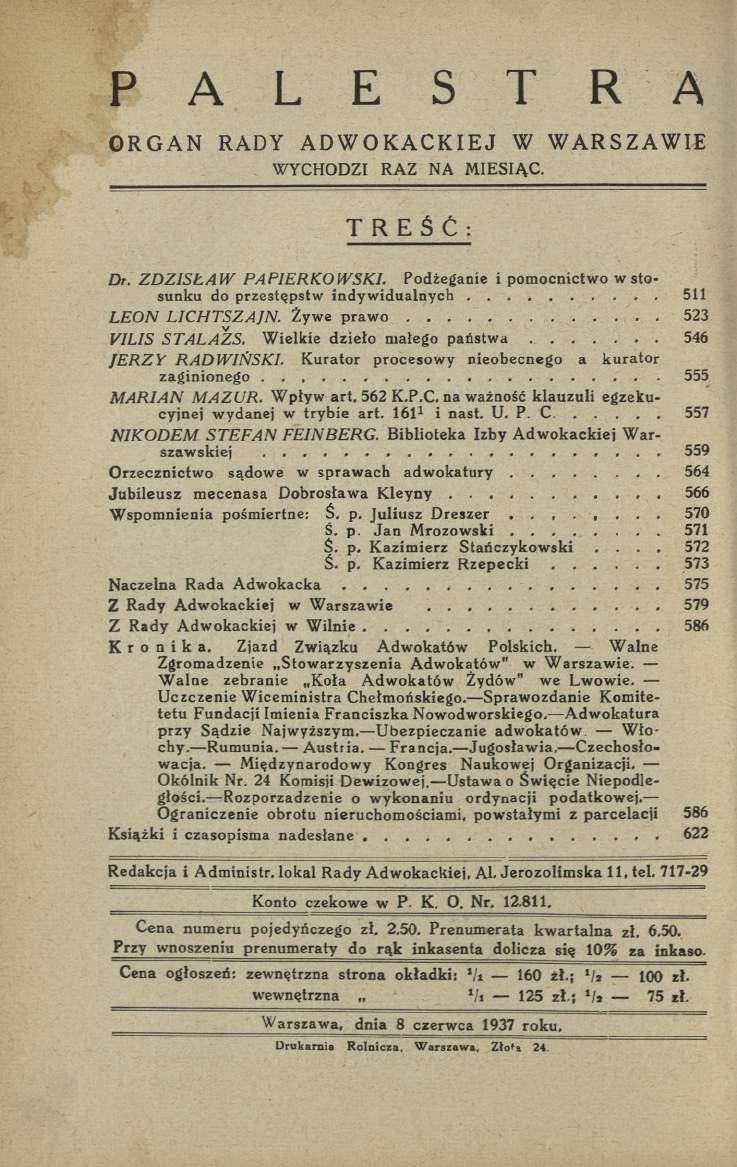 PALESTRA
ORGAN RADY ADWOKACKIEJ W WARSZAWIE
WYCHODZI RAZ NA MIESIĄC.
TREŚĆ:
Dr. ZDZISŁAW PAPIERKOWSKI. Podżeganie i pomocnictwo w sto-
sunku do przestępstw indywidualnych . . . . . . . . . . 511
LEON LICHTSZAJN. Żywe prawo . . . . . . . . . . . . . 523
VILIS STALAŽS. Wielkie dzieło małego państwa . . . . . . . 546
JERZY RADWIŃSKI. Kurator procesowy nieobecnego a kurator
zaginionego . . . . . . . . . . . . . . . . . . . . 555
MARIAN MAZUR. Wpływ art. 562 K.P.C. na ważność klauzuli egzeku-
cyjnej wydanej w trybie art. 161¹ i nast. U. P. C. . . . . . 557
NIKODEM STEFAN FEINBERG. Biblioteka Izby Adwokackiej War-
szawskiej . . . . . . . . . . . . . . . . . . . . 559
Orzecznictwo sądowe w sprawach adwokatury . . . . . . . . 564
Jubileusz mecenasa Dobrosława Kleyny . . . . . . . . . . . 566
Wspomnienia pośmiertne: Ś. p. Juliusz Dreszer . . . . . . . . 570
Ś. p. Jan Mrozowski . . . . . . . . 571
Ś. p. Kazimierz Stańczykowski . . . . 572
Ś. p. Kazimierz Rzepecki . . . . . . 573
Naczelna Rada Adwokacka . . . . . . . . . . . . . . . . 575
Z Rady Adwokackiej w Warszawie . . . . . . . . . . . . 579
Z Rady Adwokackiej w Wilnie . . . . . . . . . . . . . . . 586
Kronika. Zjazd Związku Adwokatów Polskich. — Walne
Zgromadzenie „Stowarzyszenia Adwokatów" w Warszawie. —
Walne zebranie „Koła Adwokatów Żydów" we Lwowie. —
Uczczenie Wiceministra Chełmońskiego.—Sprawozdanie Komite-
tetu Fundacji Imienia Franciszka Nowodworskiego.—Adwokatura
przy Sądzie Najwyższym.—Ubezpieczanie adwokatów. — Wło-
chy.—Rumunia.— Austria. — Francja.—Jugosławia.—Czechosło-
wacja. — Międzynarodowy Kongres Naukowej Organizacji. —
Okólnik Nr. 24 Komisji Dewizowej.—Ustawa o Święcie Niepodle-
głości.—Rozporządzenie o wykonaniu ordynacji podatkowej.—
Ograniczenie obrotu nieruchomościami, powstałymi z parcelacji 586
Książki i czasopisma nadesłane . . . . . . . . . . . . . . . 622
Redakcja i Administr. lokal Rady Adwokackiej, Al. Jerozolimska 11, tel. 717-29
Konto czekowe w P. K. O. Nr. 12.811.
Cena numeru pojedyńczego zł. 2.50. Prenumerata kwartalna zł. 6.50.
Przy wnoszeniu prenumeraty do rąk inkasenta dolicza się 10% za inkaso.
Cena ogłoszeń: zewnętrzna strona okładki: ¹/₁ — 160 zł.; ¹/₂ — 100 zł.
wewnętrzna „ ¹/₁ — 125 zł.; ¹/₂ — 75 zł.
Warszawa, dnia 8 czerwca 1937 roku.
Drukarnia Rolnicza, Warszawa, Złota 24.